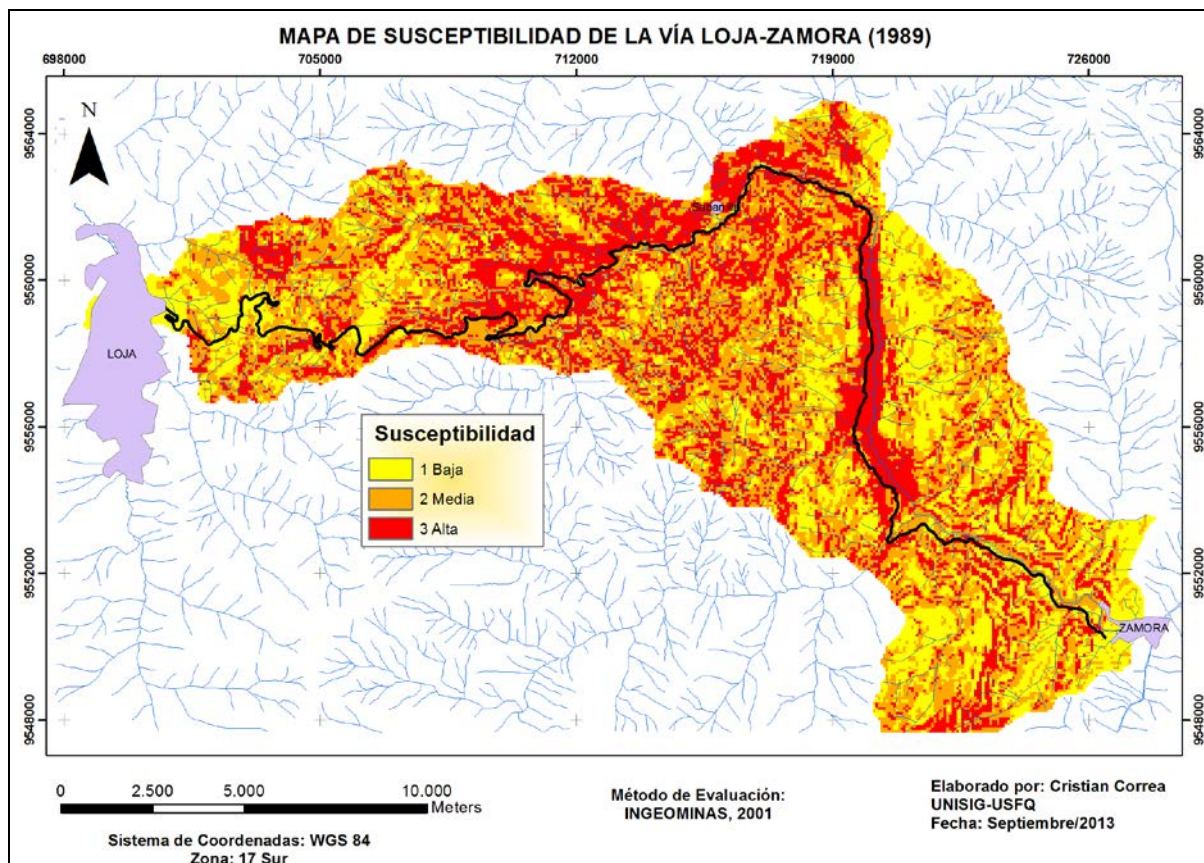 MAPA DE SUSCEPTIBILIDAD DE LA VÍA LOJA-ZAMORA (1989)
698000 705000 712000 719000 726000
N
9564000 9564000
9560000 9560000
LOJA
9556000 9556000
Susceptibilidad
1 Baja
2 Media
3 Alta
9552000 9552000
ZAMORA
9548000 9548000
0 2.500 5.000 10.000
Meters
Sistema de Coordenadas: WGS 84
Zona: 17 Sur
Método de Evaluación:
INGEOMINAS, 2001
Elaborado por: Cristian Correa
UNISIG-USFQ
Fecha: Septiembre/2013